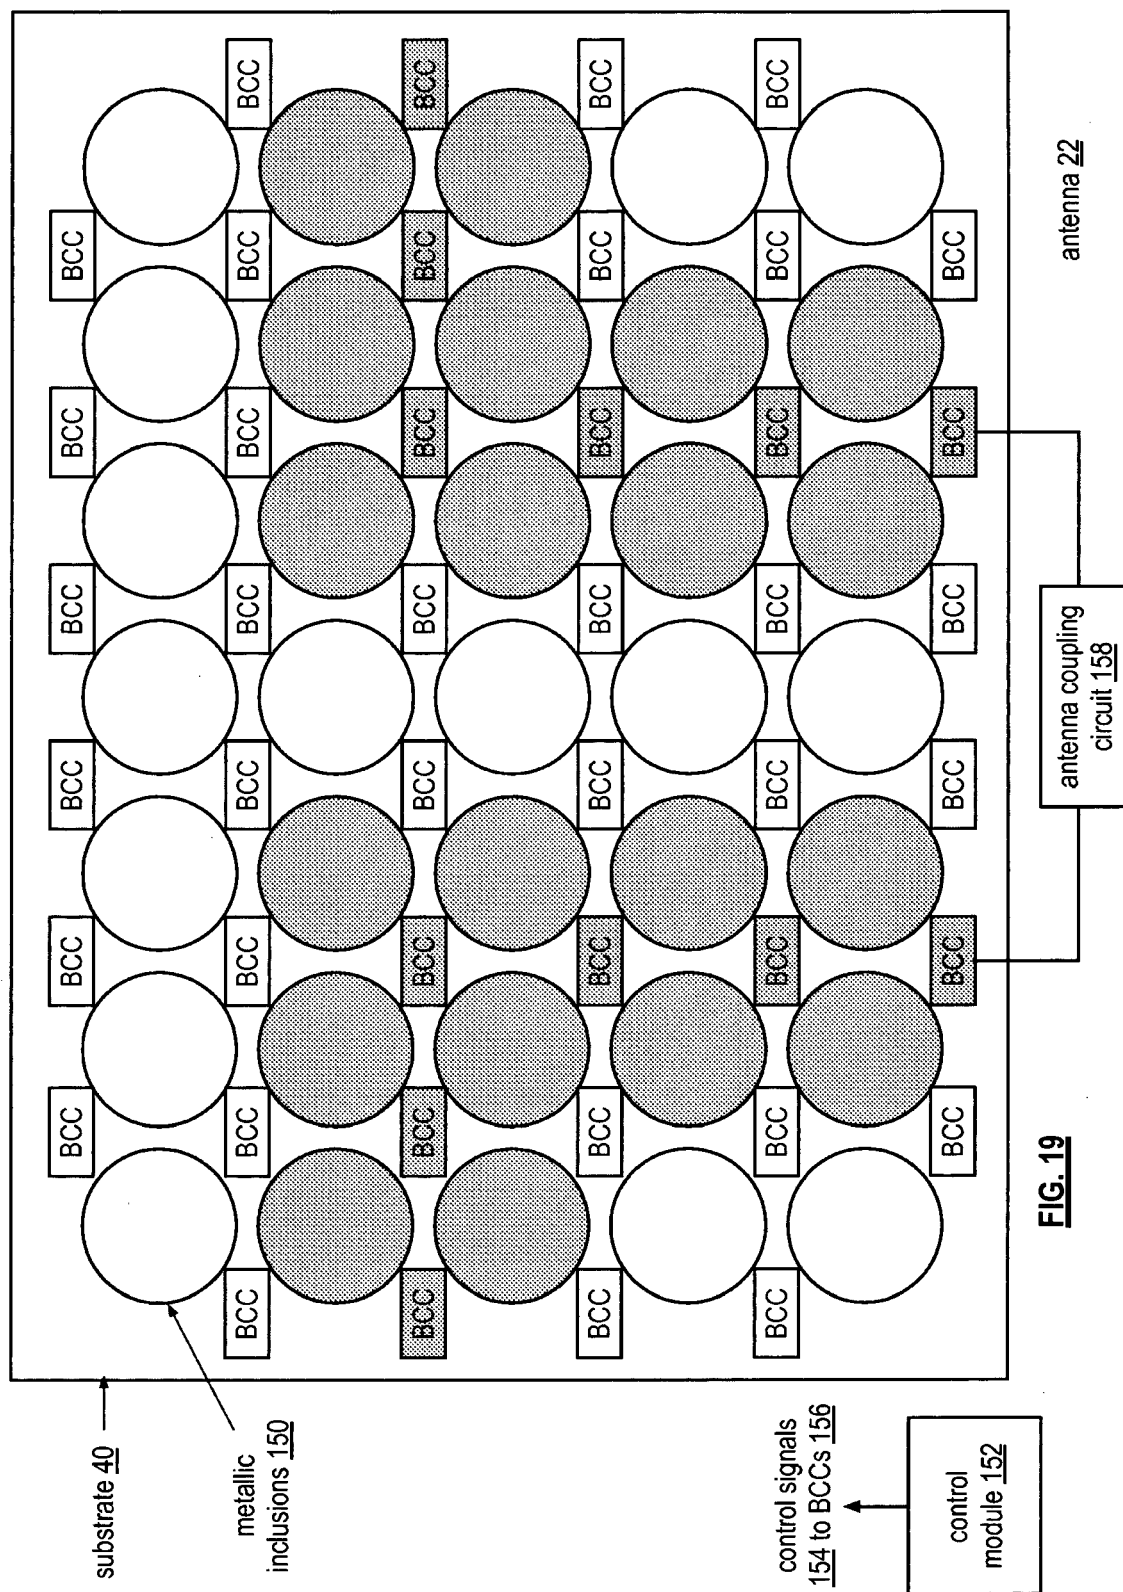 BCC BCC BCC BCC BCC BCC
substrate 40
BCC BCC BCC BCC BCC BCC BCC BCC
metallic
inclusions 150
BCC BCC BCC BCC BCC BCC BCC BCC
BCC BCC BCC BCC BCC BCC BCC BCC
BCC BCC BCC BCC BCC BCC BCC BCC
control signals
154 to BCCs 156
BCC BCC BCC BCC BCC BCC
control
module 152
FIG. 19
antenna coupling
circuit 158
antenna 22